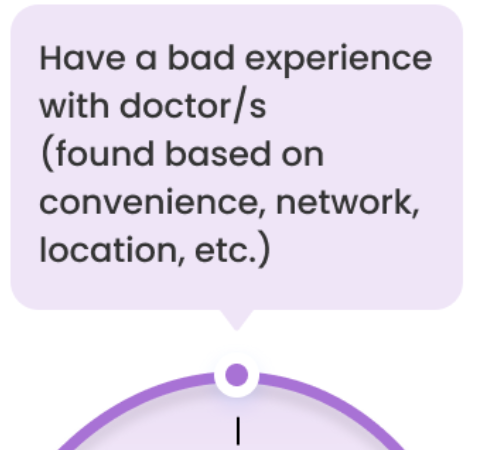 Have a bad experience
with doctor/s
(found based on
convenience, network,
location, etc.)